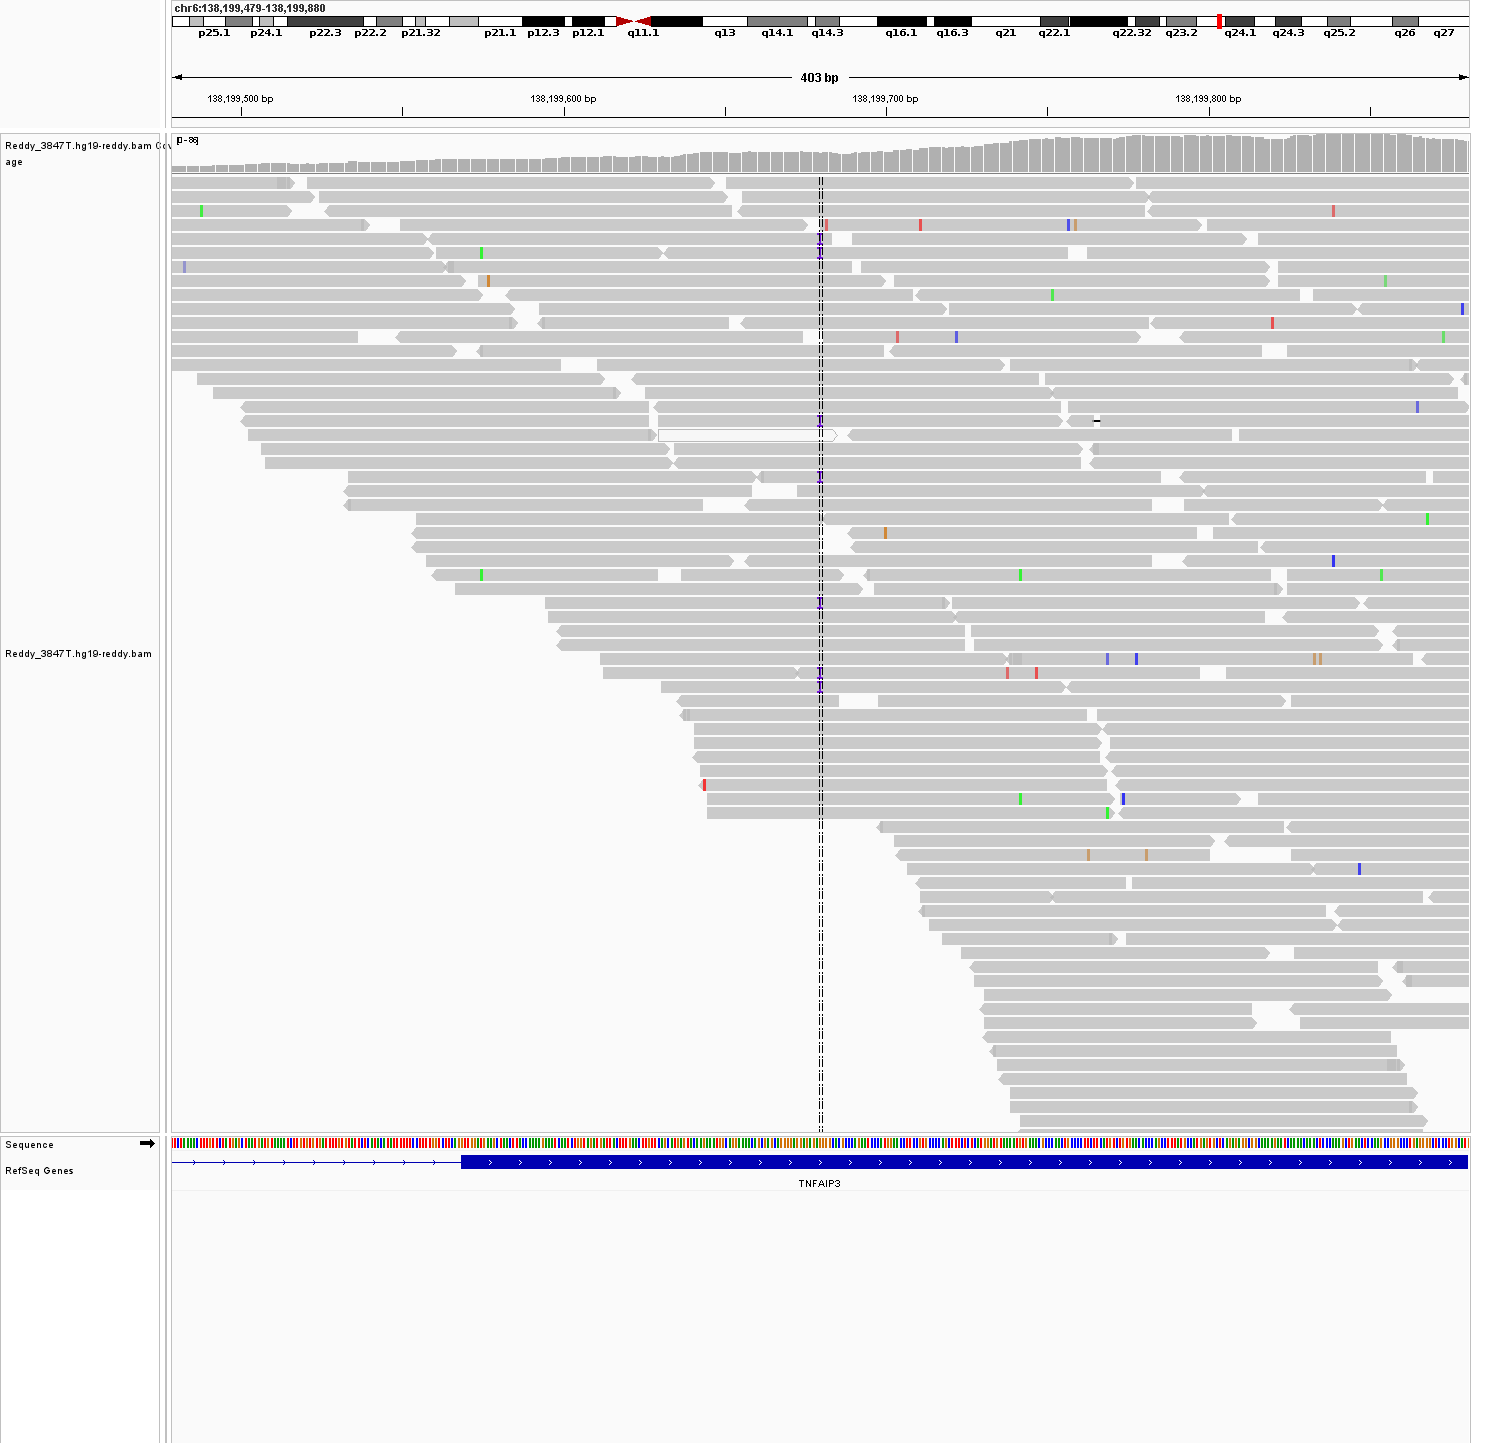 chr6:138,199,479-138,199,880
p25.1 p24.1 p22.3 p22.2 p21.32 p21.1 p12.3 p12.1 q11.1 q13 q14.1 q14.3 q16.1 q16.3 q21 q22.1 q22.32 q23.2 q24.1 q24.3 q25.2 q26 q27
403 bp
138,199,500 bp 138,199,600 bp 138,199,700 bp 138,199,800 bp
[0-86]
Reddy_3847T.hg19-reddy.bam Cov
age
Reddy_3847T.hg19-reddy.bam
Sequence
RefSeq Genes
TNFAIP3